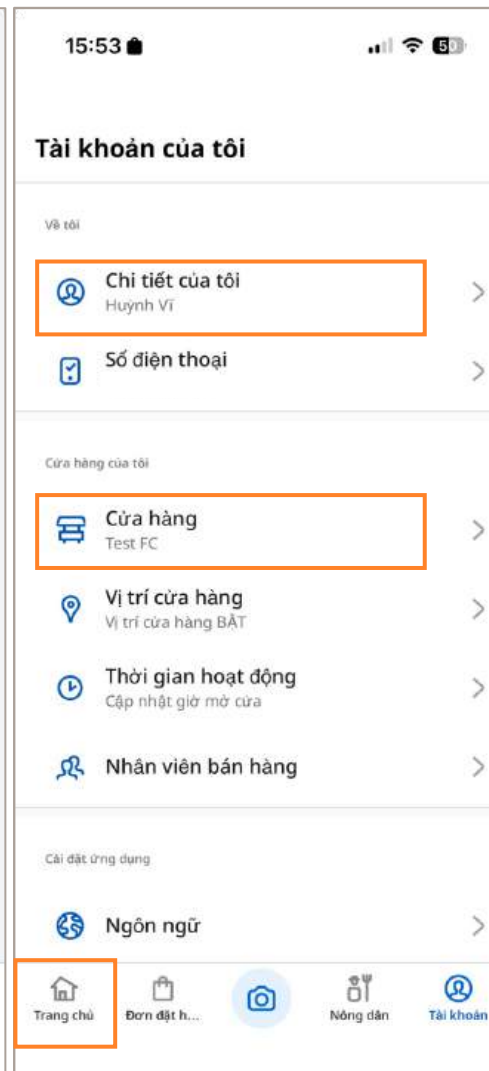 15:53
50
Tài khoản của tôi
Về tôi
Chi tiết của tôi
Huỳnh Vĩ
Số điện thoại
Cửa hàng của tôi
Cửa hàng
Test FC
Vị trí cửa hàng
Vị trí cửa hàng BẬT
Thời gian hoạt động
Cập nhật giờ mở cửa
Nhân viên bán hàng
Cài đặt ứng dụng
Ngôn ngữ
Trang chủ
Đơn đặt h...
Nông dân
Tài khoản